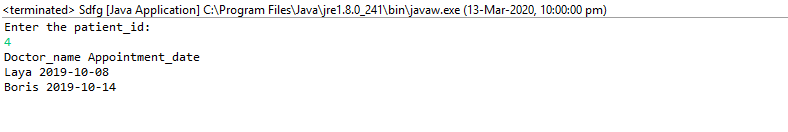 <terminated> Sdfg [Java Application] C:\Program Files\Java\jre1.8.0_241\bin\javaw.exe (13-Mar-2020, 10:00:00 pm)
Enter the patient_id:
4
Doctor_name Appointment_date
Laya 2019-10-08
Boris 2019-10-14